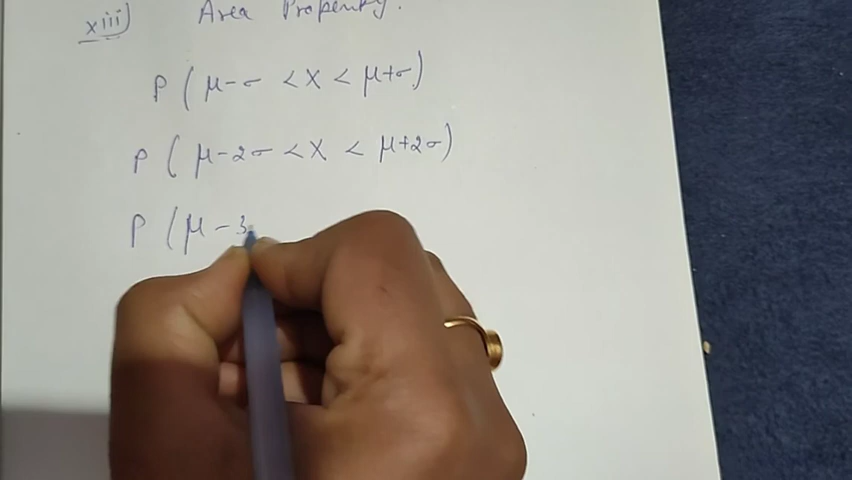 xiii) Area Property.
P ( μ-σ < X < μ+σ )
P ( μ-2σ < X < μ+2σ )
P ( μ - 3